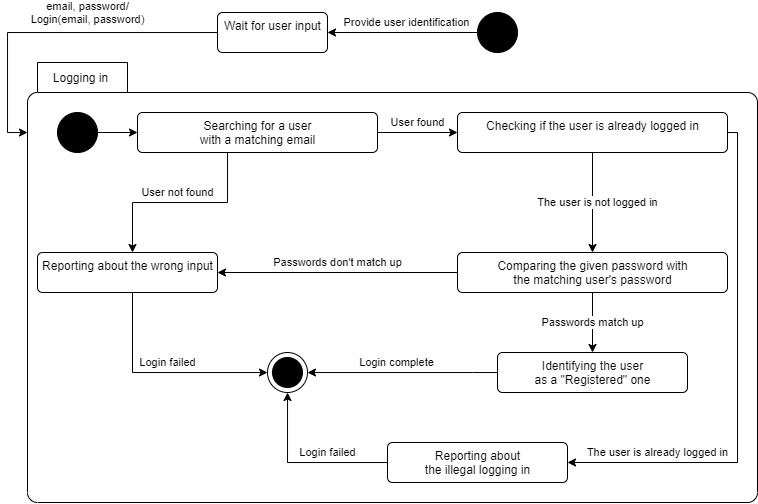 email, password/
Login(email, password)
Wait for user input
Provide user identification
Logging in
Searching for a user
with a matching email
User found
Checking if the user is already logged in
User not found
The user is not logged in
Reporting about the wrong input
Passwords don't match up
Comparing the given password with
the matching user's password
Passwords match up
Login failed
Login complete
Identifying the user
as a "Registered" one
Login failed
Reporting about
the illegal logging in
The user is already logged in